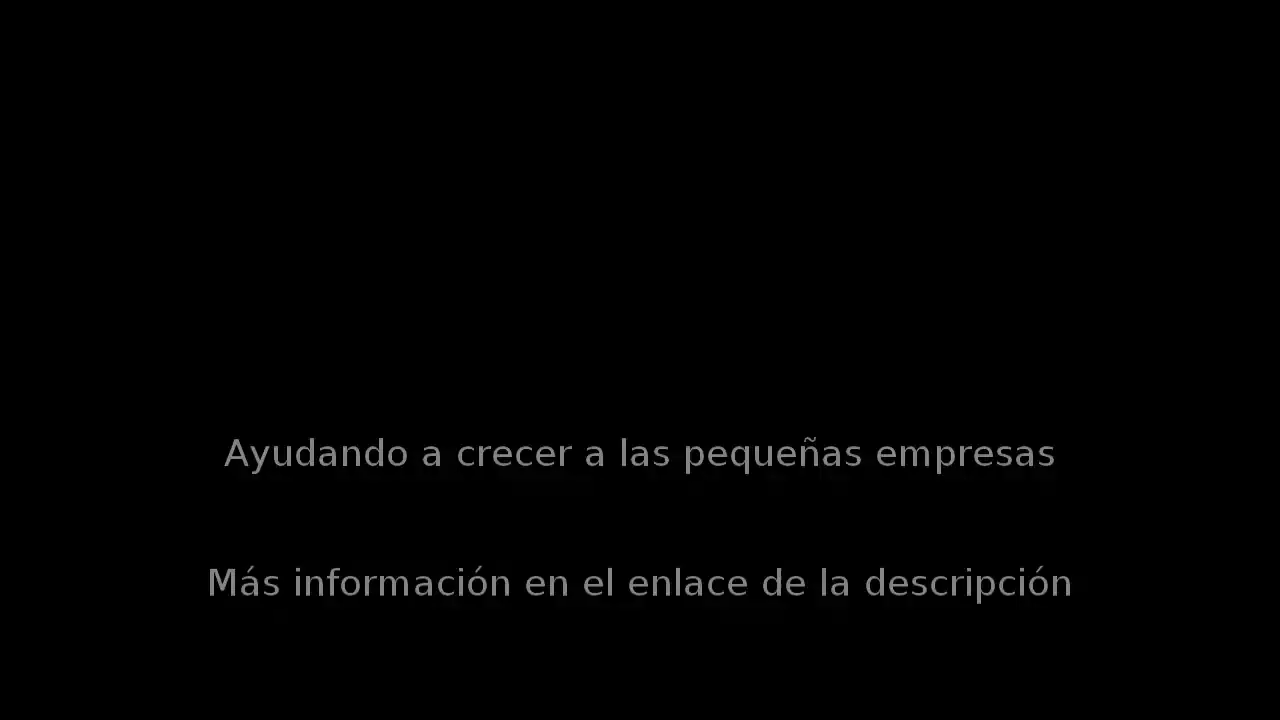 Ayudando a crecer a las pequeñas empresas
Más información en el enlace de la descripción